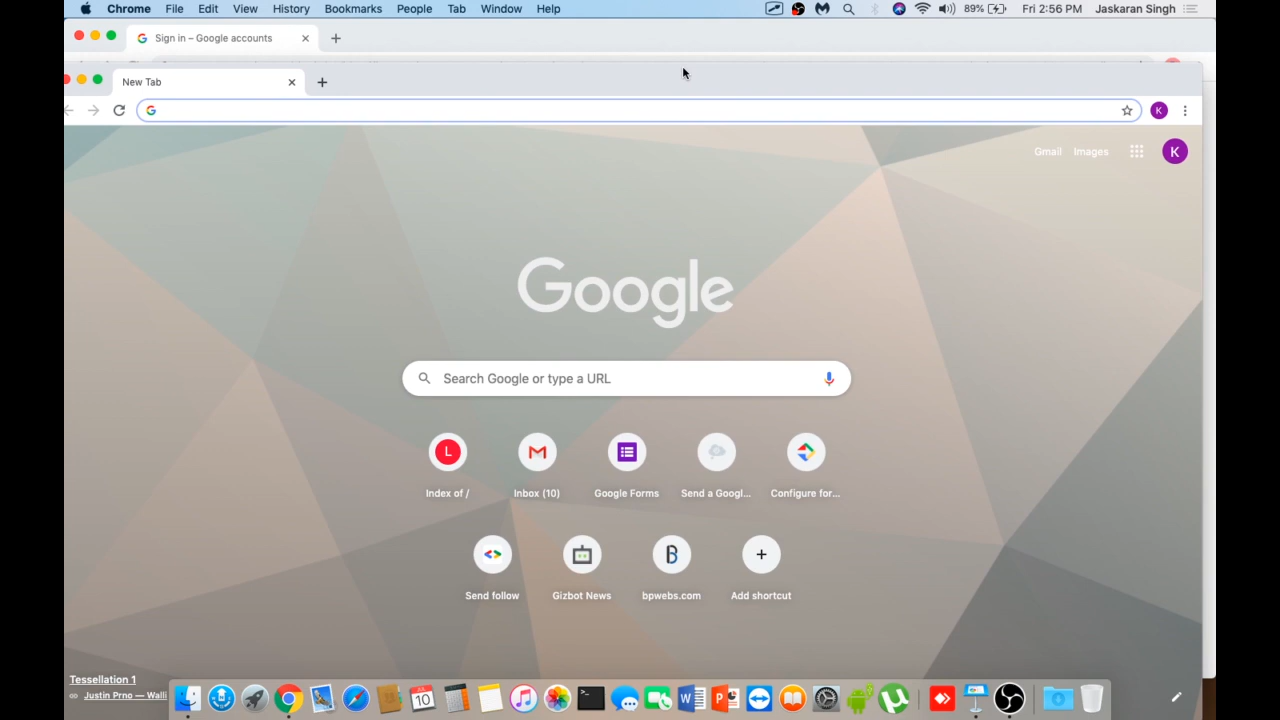 Chrome File Edit View History Bookmarks People Tab Window Help 89% Fri 2:56 PM Jaskaran Singh
Sign in – Google accounts
New Tab
K
Gmail Images K
Google
Search Google or type a URL
L
Index of / Inbox (10) Google Forms Send a Googl... Configure for...
Send follow Gizbot News bpwebs.com Add shortcut
Tessellation 1
Justin Prno — Walli
10